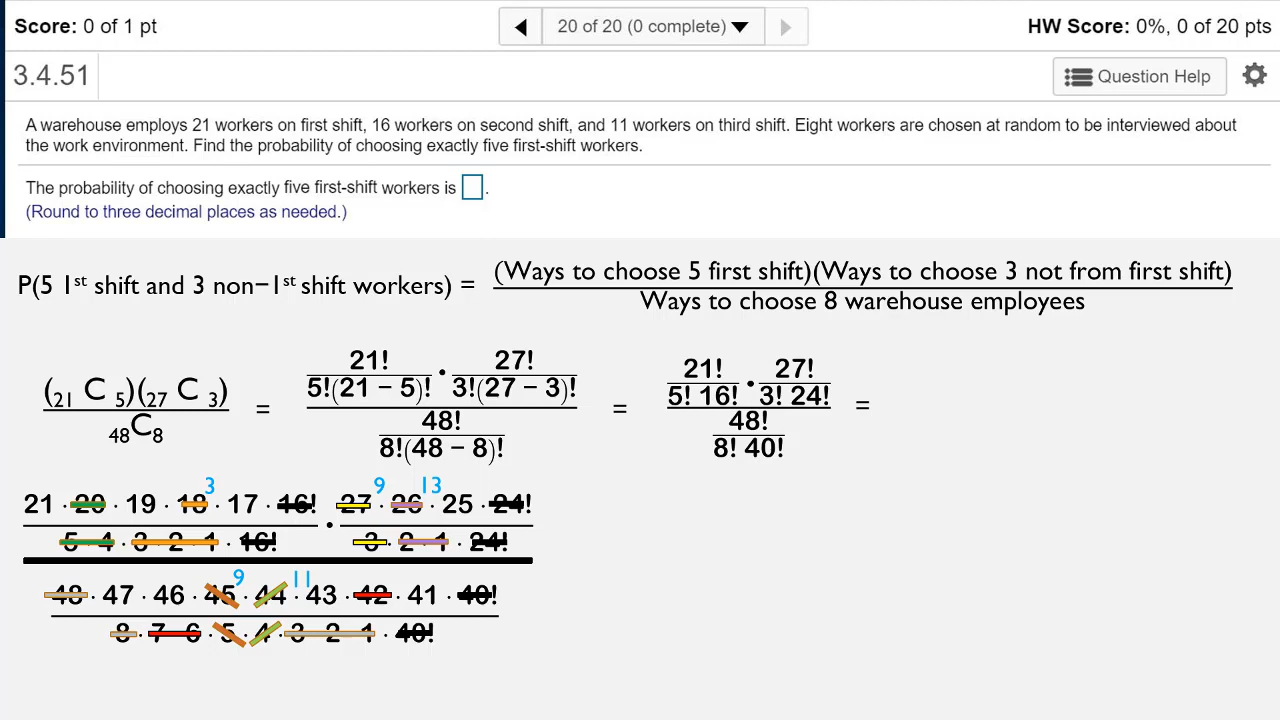 Score: 0 of 1 pt
20 of 20 (0 complete)
HW Score: 0%, 0 of 20 pts
3.4.51
Question Help
A warehouse employs 21 workers on first shift, 16 workers on second shift, and 11 workers on third shift. Eight workers are chosen at random to be interviewed about
the work environment. Find the probability of choosing exactly five first-shift workers.
The probability of choosing exactly five first-shift workers is
.
(Round to three decimal places as needed.)
P(5 1st shift and 3 non−1st shift workers) =
(Ways to choose 5 first shift)(Ways to choose 3 not from first shift)
Ways to choose 8 warehouse employees
(21 C 5)(27 C 3)
48C8
=
21!
5!(21 − 5)!
·
27!
3!(27 − 3)!
48!
8!(48 − 8)!
=
21!
5! 16!
·
27!
3! 24!
48!
8! 40!
=
3
9 13
21 · 20 · 19 · 18 · 17 · 16!
5 · 4 · 3 · 2 · 1 · 16!
·
27 · 26 · 25 · 24!
3 · 2 · 1 · 24!
9 11
48 · 47 · 46 · 45 · 44 · 43 · 42 · 41 · 40!
8 · 7 · 6 · 5 · 4 · 3 · 2 · 1 · 40!